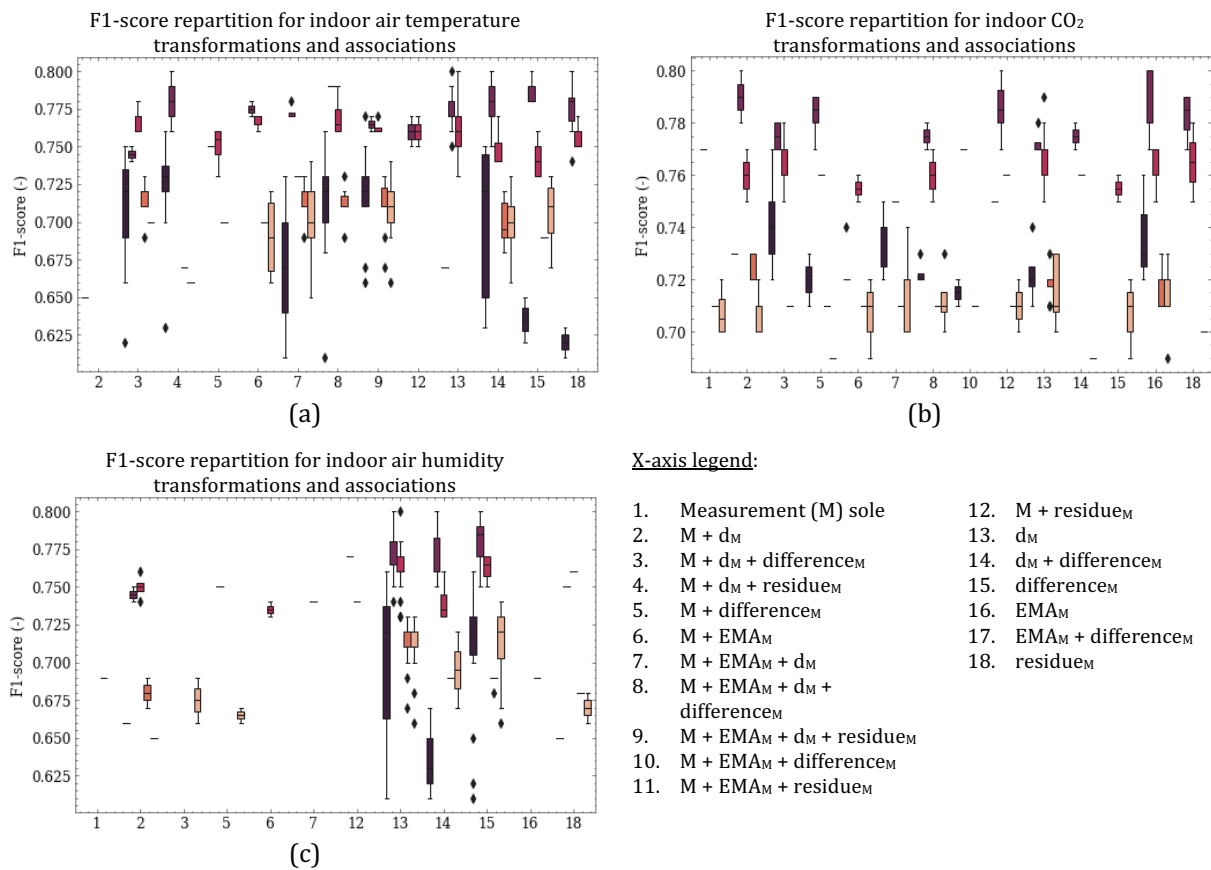 F1-score repartition for indoor air temperature
transformations and associations
F1-score (-)
0.800
0.775
0.750
0.725
0.700
0.675
0.650
0.625
2 3 4 5 6 7 8 9 12 13 14 15 18
(a)
F1-score repartition for indoor CO₂
transformations and associations
F1-score (-)
0.80
0.78
0.76
0.74
0.72
0.70
1 2 3 5 6 7 8 10 12 13 14 15 16 18
(b)
F1-score repartition for indoor air humidity
transformations and associations
F1-score (-)
0.800
0.775
0.750
0.725
0.700
0.675
0.650
0.625
1 2 3 5 6 7 12 13 14 15 16 18
(c)
X-axis legend:
1. Measurement (M) sole
2. M + dM
3. M + dM + differenceM
4. M + dM + residueM
5. M + differenceM
6. M + EMAM
7. M + EMAM + dM
8. M + EMAM + dM +
differenceM
9. M + EMAM + dM + residueM
10. M + EMAM + differenceM
11. M + EMAM + residueM
12. M + residueM
13. dM
14. dM + differenceM
15. differenceM
16. EMAM
17. EMAM + differenceM
18. residueM